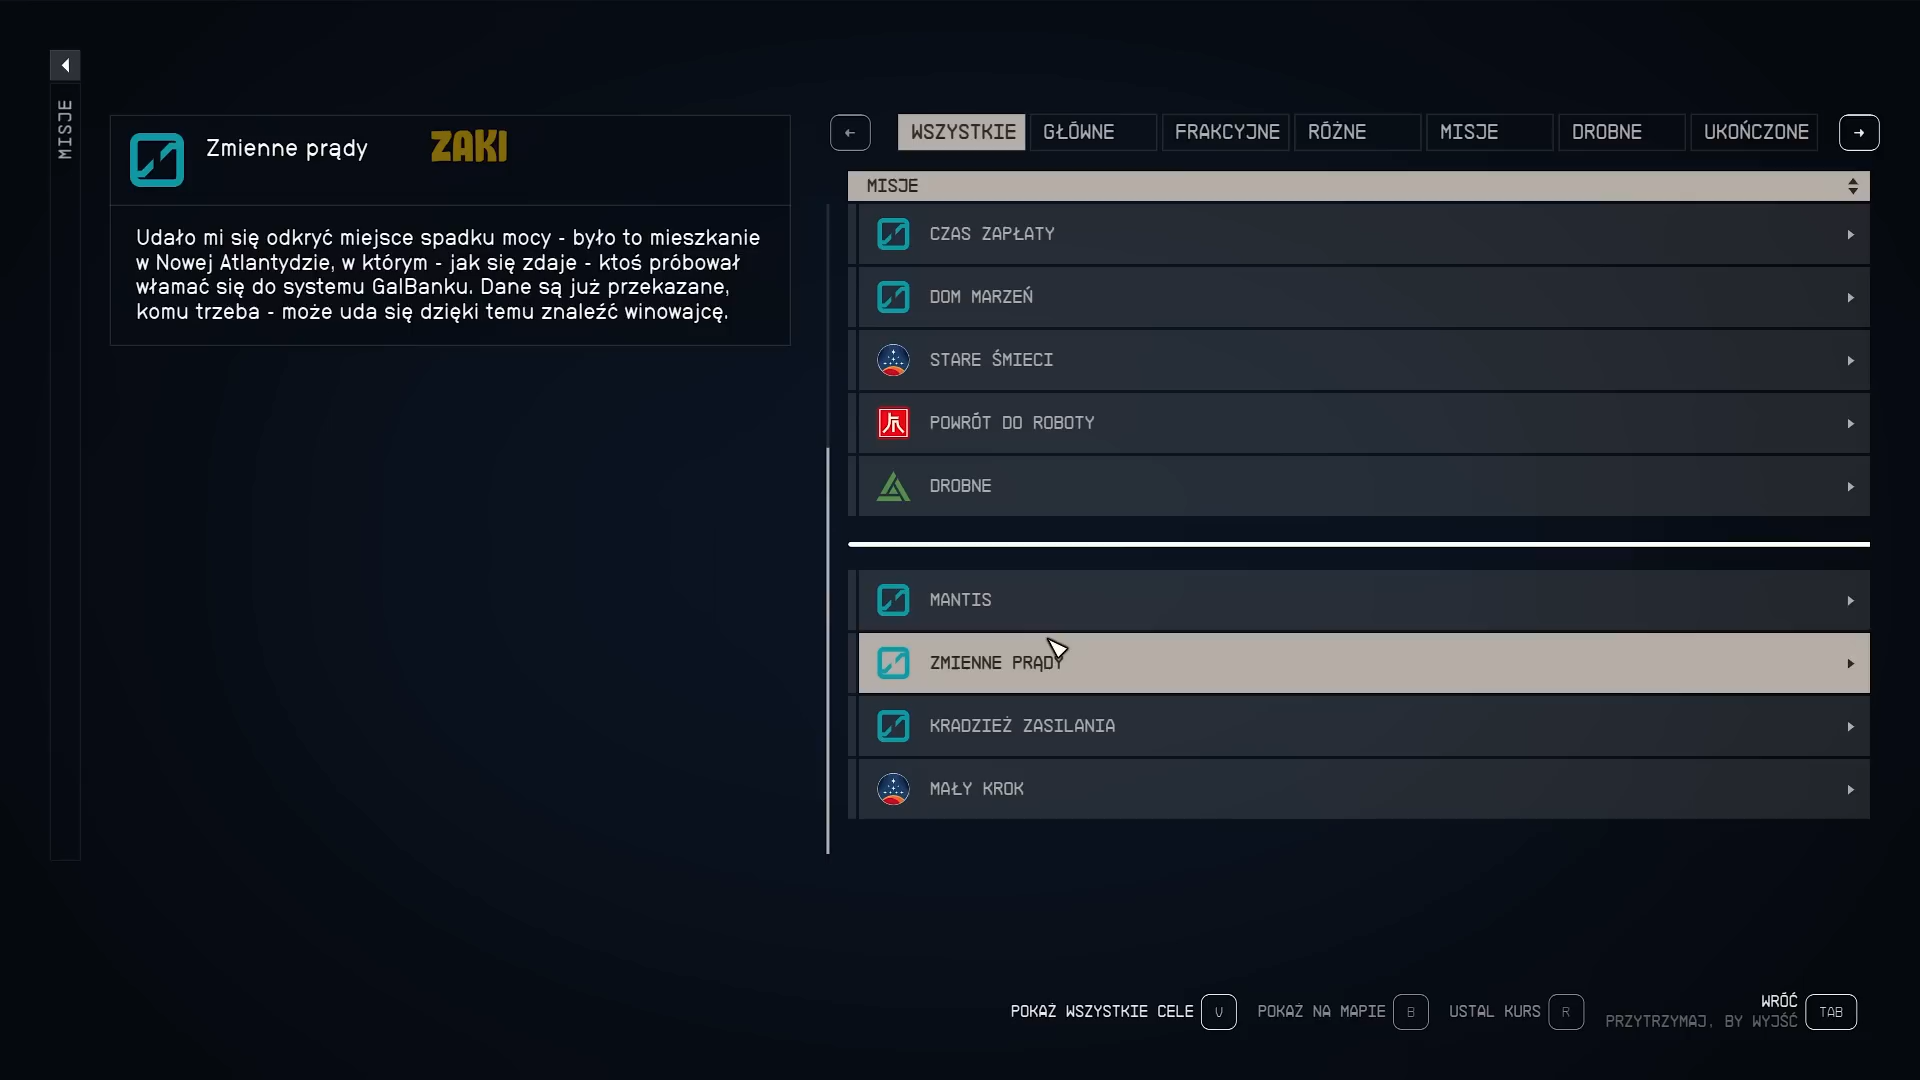 MISJE
Zmienne prądy
ZAKI
Udało mi się odkryć miejsce spadku mocy - było to mieszkanie
w Nowej Atlantydzie, w którym - jak się zdaje - ktoś próbował
włamać się do systemu GalBanku. Dane są już przekazane,
komu trzeba - może uda się dzięki temu znaleźć winowajcę.
WSZYSTKIE GŁÓWNE FRAKCYJNE RÓŻNE MISJE DROBNE UKOŃCZONE
MISJE
CZAS ZAPŁATY
DOM MARZEŃ
STARE ŚMIECI
POWRÓT DO ROBOTY
DROBNE
MANTIS
ZMIENNE PRĄDY
KRADZIEŻ ZASILANIA
MAŁY KROK
POKAŻ WSZYSTKIE CELE V POKAŻ NA MAPIE B USTAL KURS R WRÓĆ TAB
PRZYTRZYMAJ, BY WYJŚĆ